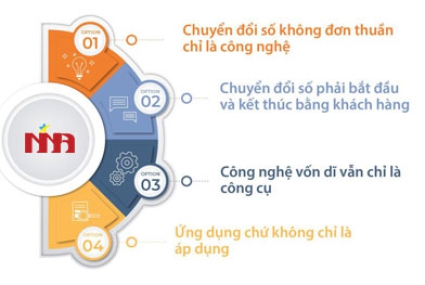 OPTION
01
Chuyển đổi số không đơn thuần
chỉ là công nghệ
OPTION
02
Chuyển đổi số phải bắt đầu
và kết thúc bằng khách hàng
NNA
OPTION
03
Công nghệ vốn dĩ vẫn chỉ là
công cụ
OPTION
04
Ứng dụng chứ không chỉ là
áp dụng